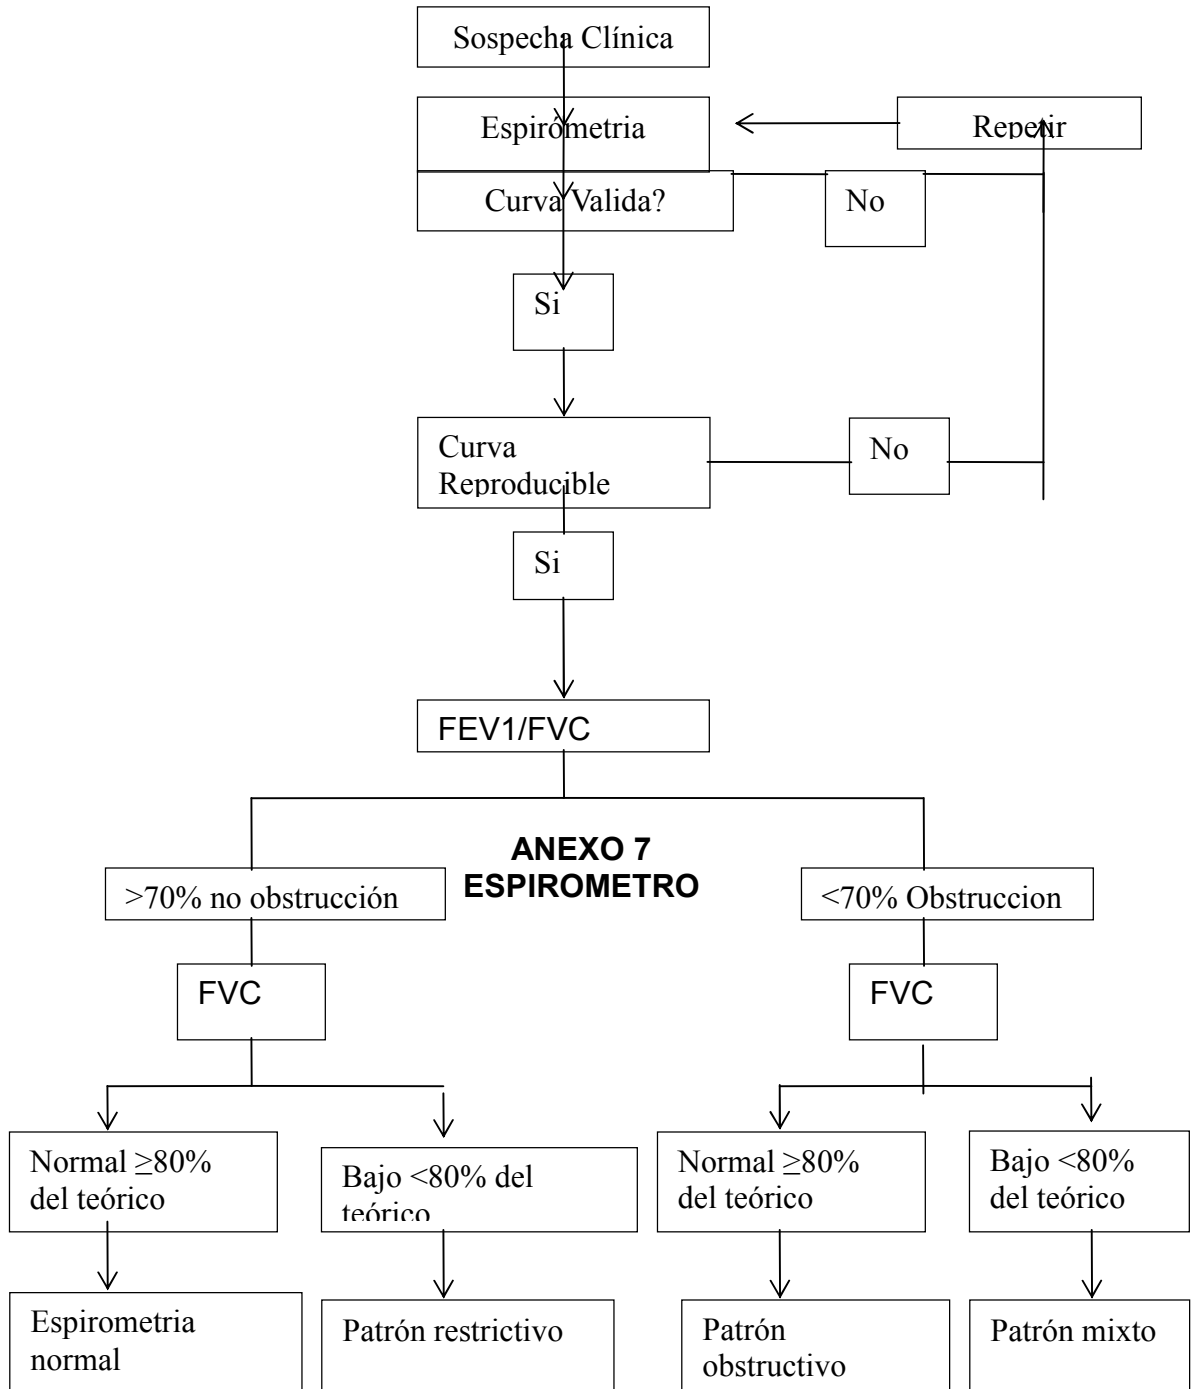 Sospecha Clínica
Espirómetria
Repetir
Curva Valida?
No
Si
Curva
Reproducible
No
Si
FEV1/FVC
ANEXO 7
ESPIROMETRO
>70% no obstrucción
<70% Obstruccion
FVC
FVC
Normal ≥80%
del teórico
Bajo <80% del
teórico
Normal ≥80%
del teórico
Bajo <80%
del teórico
Espirometria
normal
Patrón restrictivo
Patrón
obstructivo
Patrón mixto